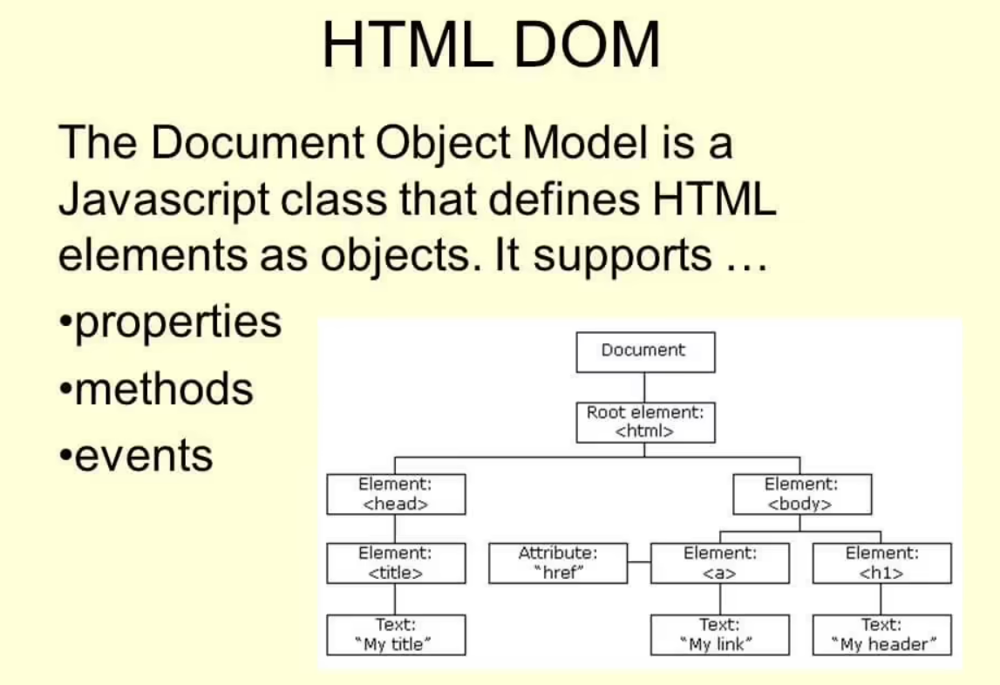 HTML DOM
The Document Object Model is a
Javascript class that defines HTML
elements as objects. It supports …
•properties
•methods
•events
Document
Root element:
<html>
Element:
<head>
Element:
<body>
Element:
<title>
Attribute:
“href”
Element:
<a>
Element:
<h1>
Text:
“My title”
Text:
“My link”
Text:
“My header”